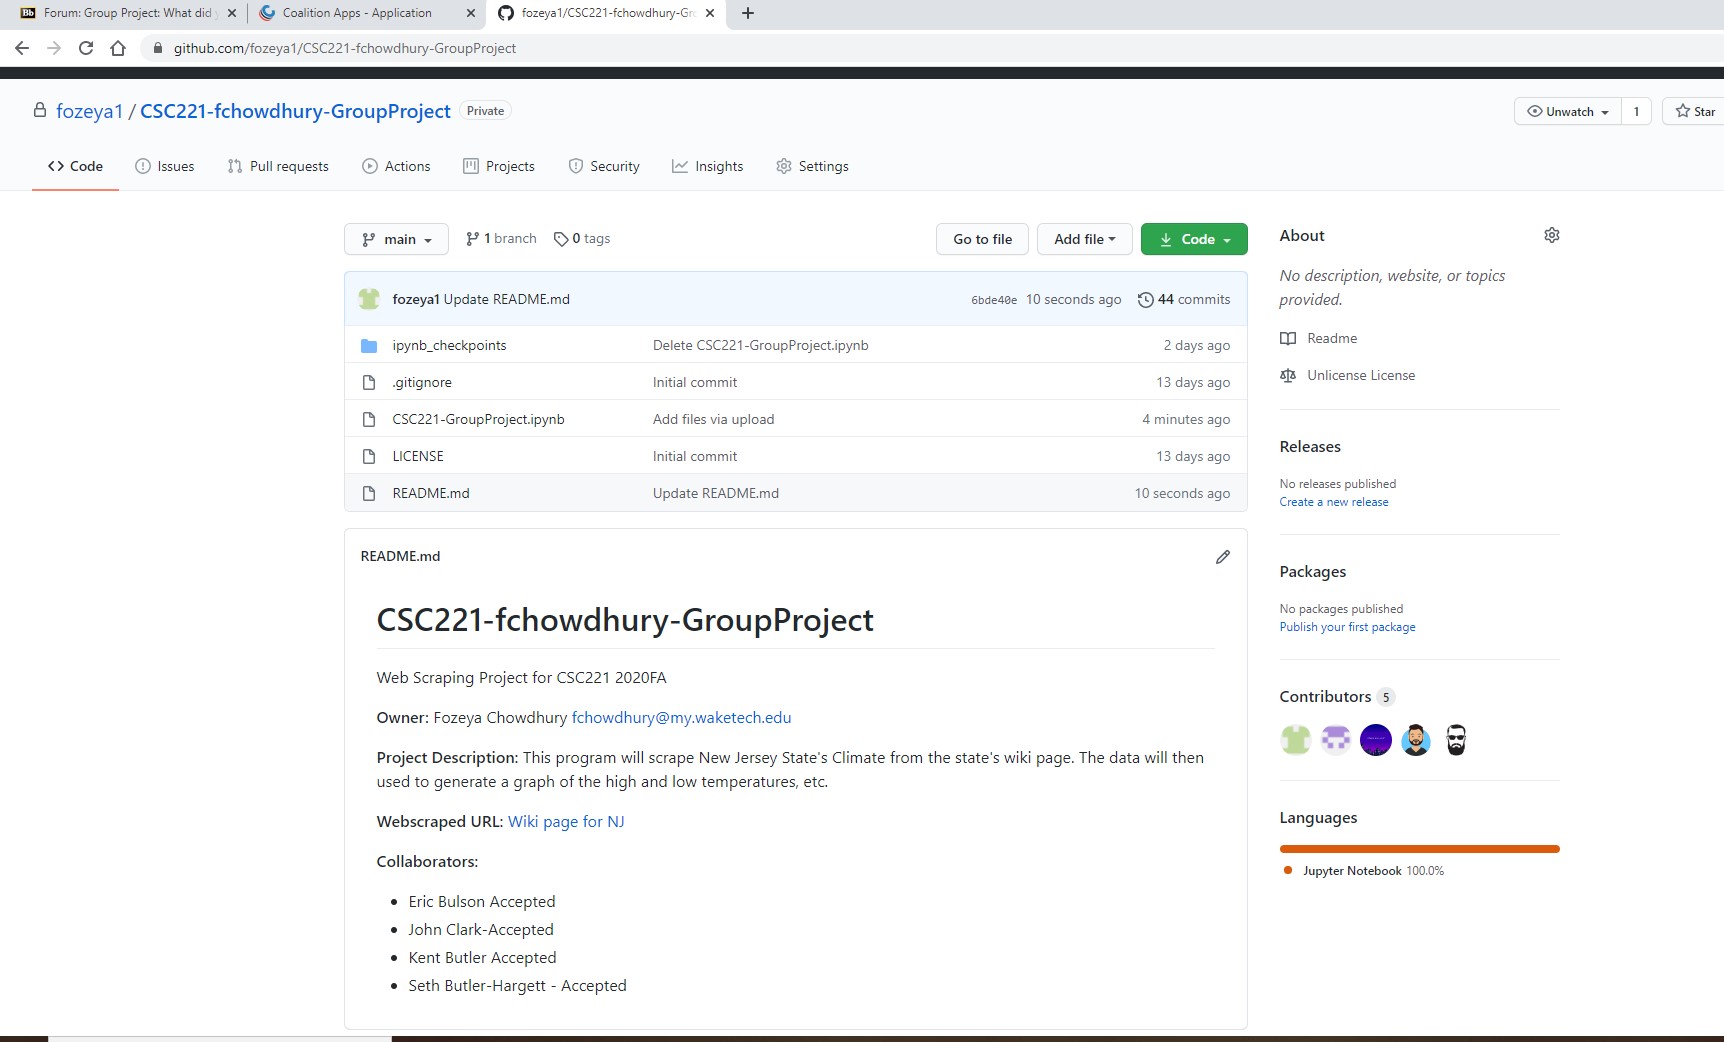 Bb Forum: Group Project: What did
Coalition Apps - Application
fozeya1/CSC221-fchowdhury-Gro
github.com/fozeya1/CSC221-fchowdhury-GroupProject
fozeya1 / CSC221-fchowdhury-GroupProject Private
Unwatch 1 Star
Code Issues Pull requests Actions Projects Security Insights Settings
main 1 branch 0 tags Go to file Add file Code
fozeya1 Update README.md 6bde40e 10 seconds ago 44 commits
ipynb_checkpoints Delete CSC221-GroupProject.ipynb 2 days ago
.gitignore Initial commit 13 days ago
CSC221-GroupProject.ipynb Add files via upload 4 minutes ago
LICENSE Initial commit 13 days ago
README.md Update README.md 10 seconds ago
README.md
CSC221-fchowdhury-GroupProject
Web Scraping Project for CSC221 2020FA
Owner: Fozeya Chowdhury fchowdhury@my.waketech.edu
Project Description: This program will scrape New Jersey State's Climate from the state's wiki page. The data will then
used to generate a graph of the high and low temperatures, etc.
Webscraped URL: Wiki page for NJ
Collaborators:
• Eric Bulson Accepted
• John Clark-Accepted
• Kent Butler Accepted
• Seth Butler-Hargett - Accepted
About
No description, website, or topics
provided.
Readme
Unlicense License
Releases
No releases published
Create a new release
Packages
No packages published
Publish your first package
Contributors 5
Languages
Jupyter Notebook 100.0%